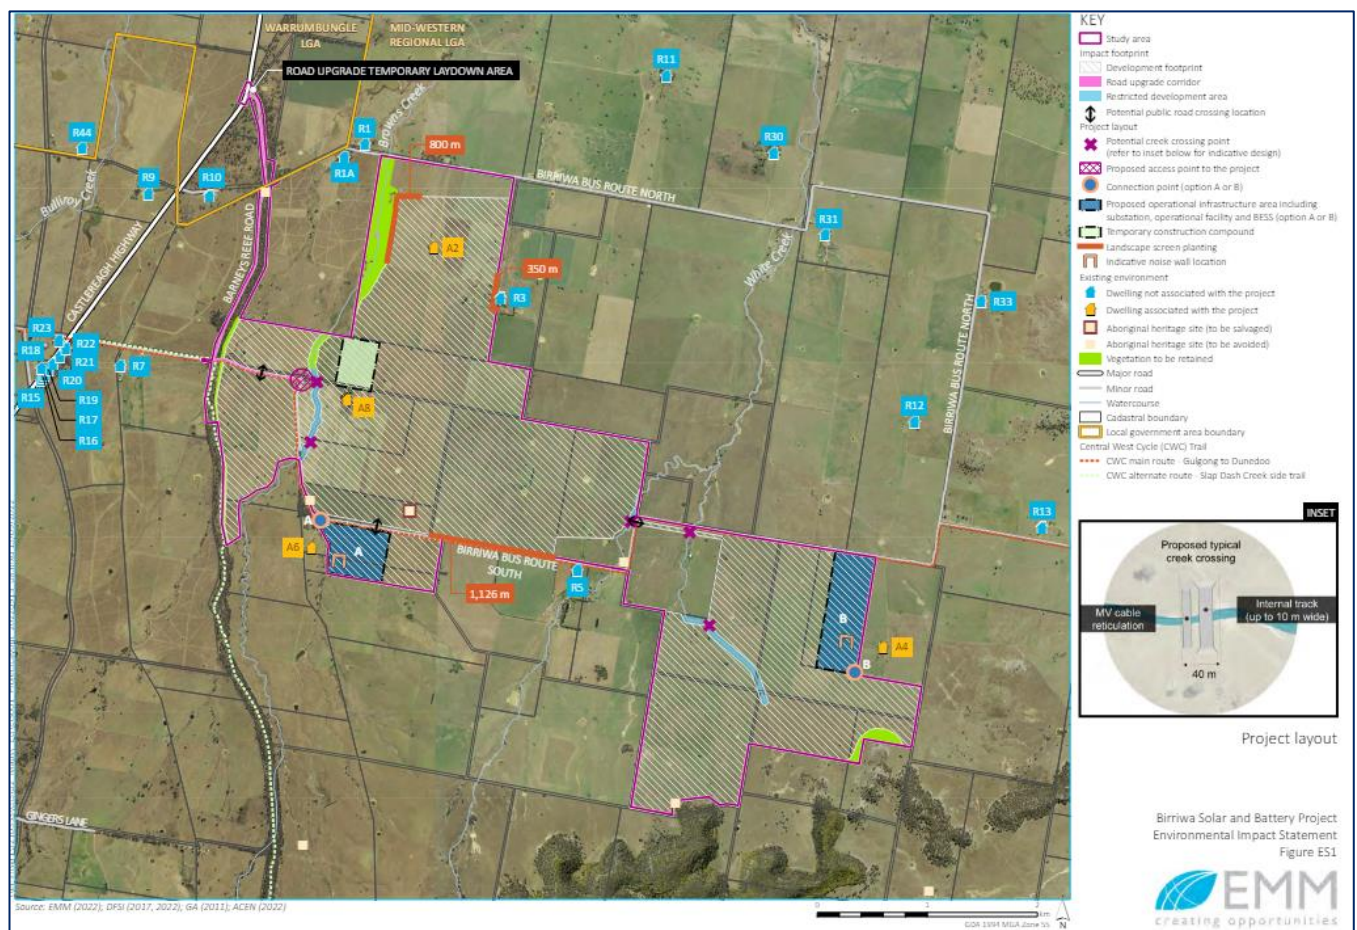 WARRUMBUNGLE
LGA
MID-WESTERN
REGIONAL LGA
ROAD UPGRADE TEMPORARY LAYDOWN AREA
Browns Creek
R11
R44
R1
800 m
R30
R1A
R9
R10
BIRRIWA BUS ROUTE NORTH
Bulliroy Creek
R31
CASTLEREAGH HIGHWAY
BARNEYS REEF ROAD
A2
White Creek
350 m
R3
R33
BIRRIWA BUS ROUTE NORTH
R23
R18
R22
R21
R7
R20
R15
R19
R17
R16
A8
R12
R13
A
A6
A
BIRRIWA BUS ROUTE
SOUTH
R5
1,126 m
B
A4
B
GINGERS LANE
Source: EMM (2022); DFSI (2017, 2022); GA (2011); ACEN (2022)
0 1 2
km
GDA 1994 MGA Zone 55
N
KEY
Study area
Impact footprint
Development footprint
Road upgrade corridor
Restricted development area
Potential public road crossing location
Project layout
Potential creek crossing point
(refer to inset below for indicative design)
Proposed access point to the project
Connection point (option A or B)
Proposed operational infrastructure area including
substation, operational facility and BESS (option A or B)
Temporary construction compound
Landscape screen planting
Indicative noise wall location
Existing environment
Dwelling not associated with the project
Dwelling associated with the project
Aboriginal heritage site (to be salvaged)
Aboriginal heritage site (to be avoided)
Vegetation to be retained
Major road
Minor road
Watercourse
Cadastral boundary
Local government area boundary
Central West Cycle (CWC) Trail
CWC main route - Gulgong to Dunedoo
CWC alternate route - Slap Dash Creek side trail
INSET
Proposed typical
creek crossing
MV cable
reticulation
Internal track
(up to 10 m wide)
40 m
Project layout
Birriwa Solar and Battery Project
Environmental Impact Statement
Figure ES1
EMM
creating opportunities